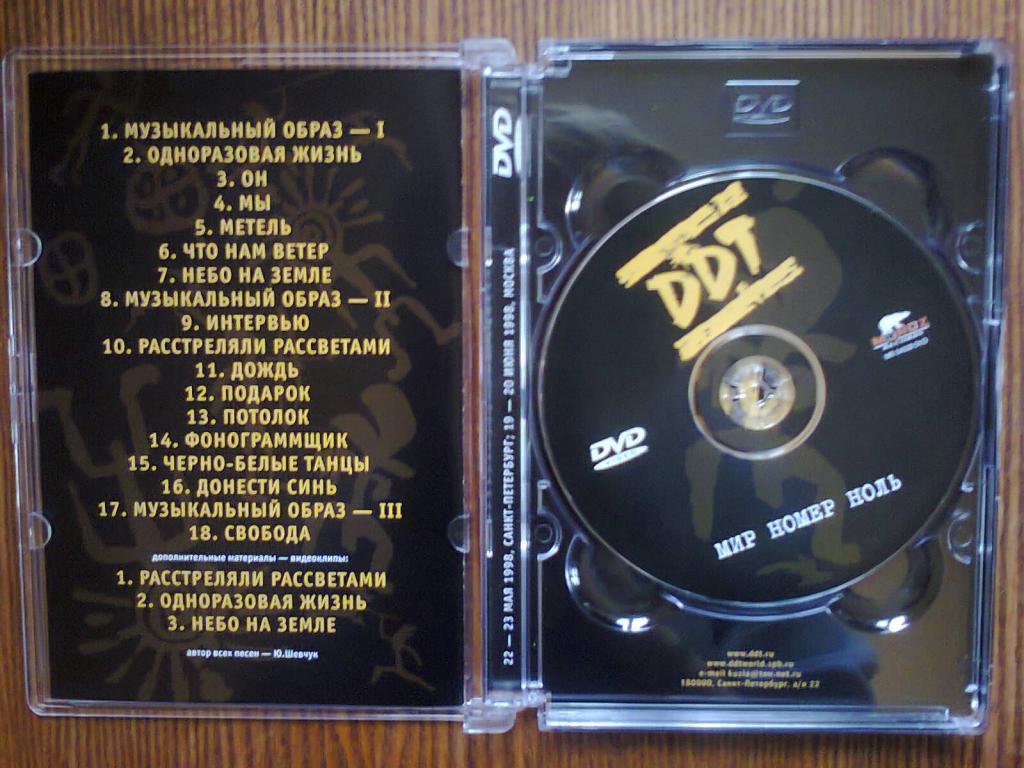 1. МУЗЫКАЛЬНЫЙ ОБРАЗ — I
2. ОДНОРАЗОВАЯ ЖИЗНЬ
3. ОН
4. МЫ
5. МЕТЕЛЬ
6. ЧТО НАМ ВЕТЕР
7. НЕБО НА ЗЕМЛЕ
8. МУЗЫКАЛЬНЫЙ ОБРАЗ — II
9. ИНТЕРВЬЮ
10. РАССТРЕЛЯЛИ РАССВЕТАМИ
11. ДОЖДЬ
12. ПОДАРОК
13. ПОТОЛОК
14. ФОНОГРАММЩИК
15. ЧЕРНО-БЕЛЫЕ ТАНЦЫ
16. ДОНЕСТИ СИНЬ
17. МУЗЫКАЛЬНЫЙ ОБРАЗ — III
18. СВОБОДА
дополнительные материалы — видеоклипы:
1. РАССТРЕЛЯЛИ РАССВЕТАМИ
2. ОДНОРАЗОВАЯ ЖИЗНЬ
3. НЕБО НА ЗЕМЛЕ
автор всех песен — Ю.Шевчук
DVD
22 — 23 МАЯ 1998, САНКТ-ПЕТЕРБУРГ; 19 — 20 ИЮНЯ 1998, МОСКВА
DVD
DDT
DVD
МИР НОМЕР НОЛЬ
www.ddt.ru
www.ddtworld.spb.ru
e-mail
Санкт-Петербург, а/я 22